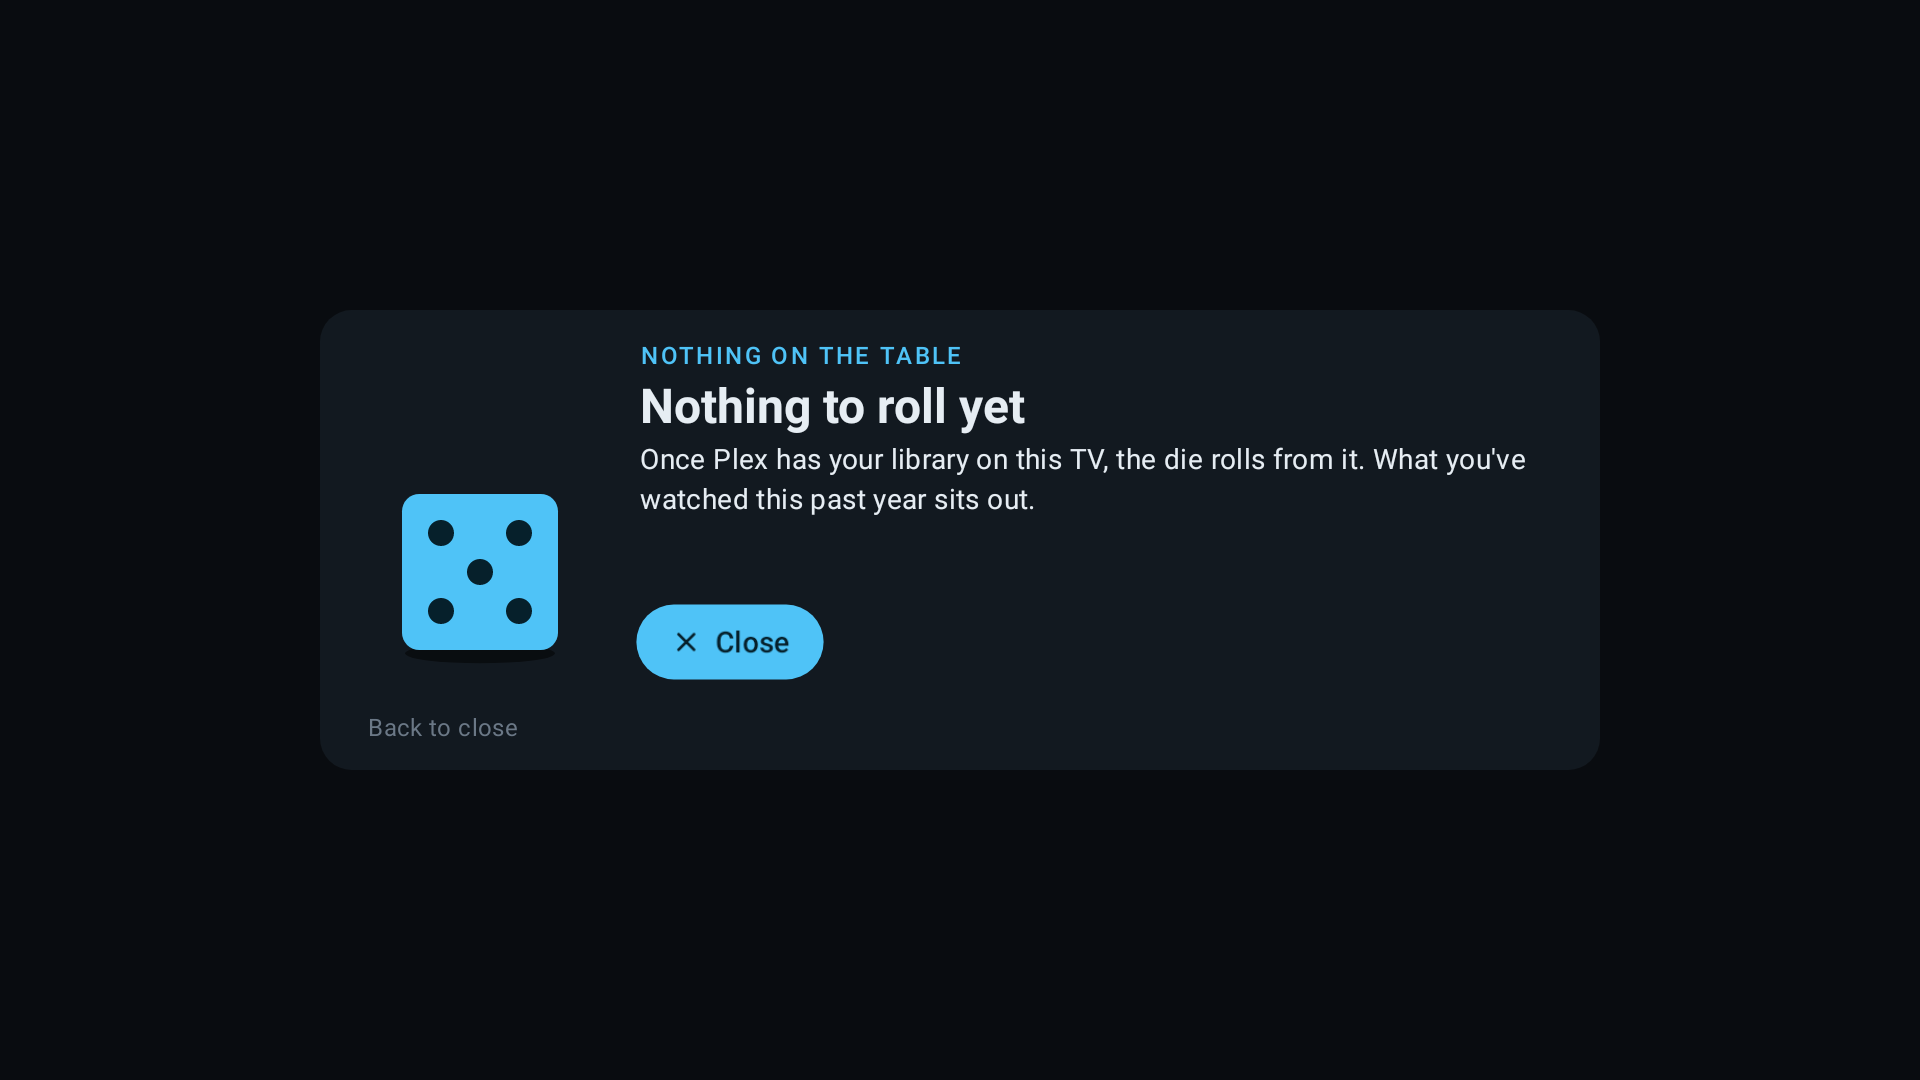 NOTHING ON THE TABLE
Nothing to roll yet
Once Plex has your library on this TV, the die rolls from it. What you've
watched this past year sits out.
Close
Back to close